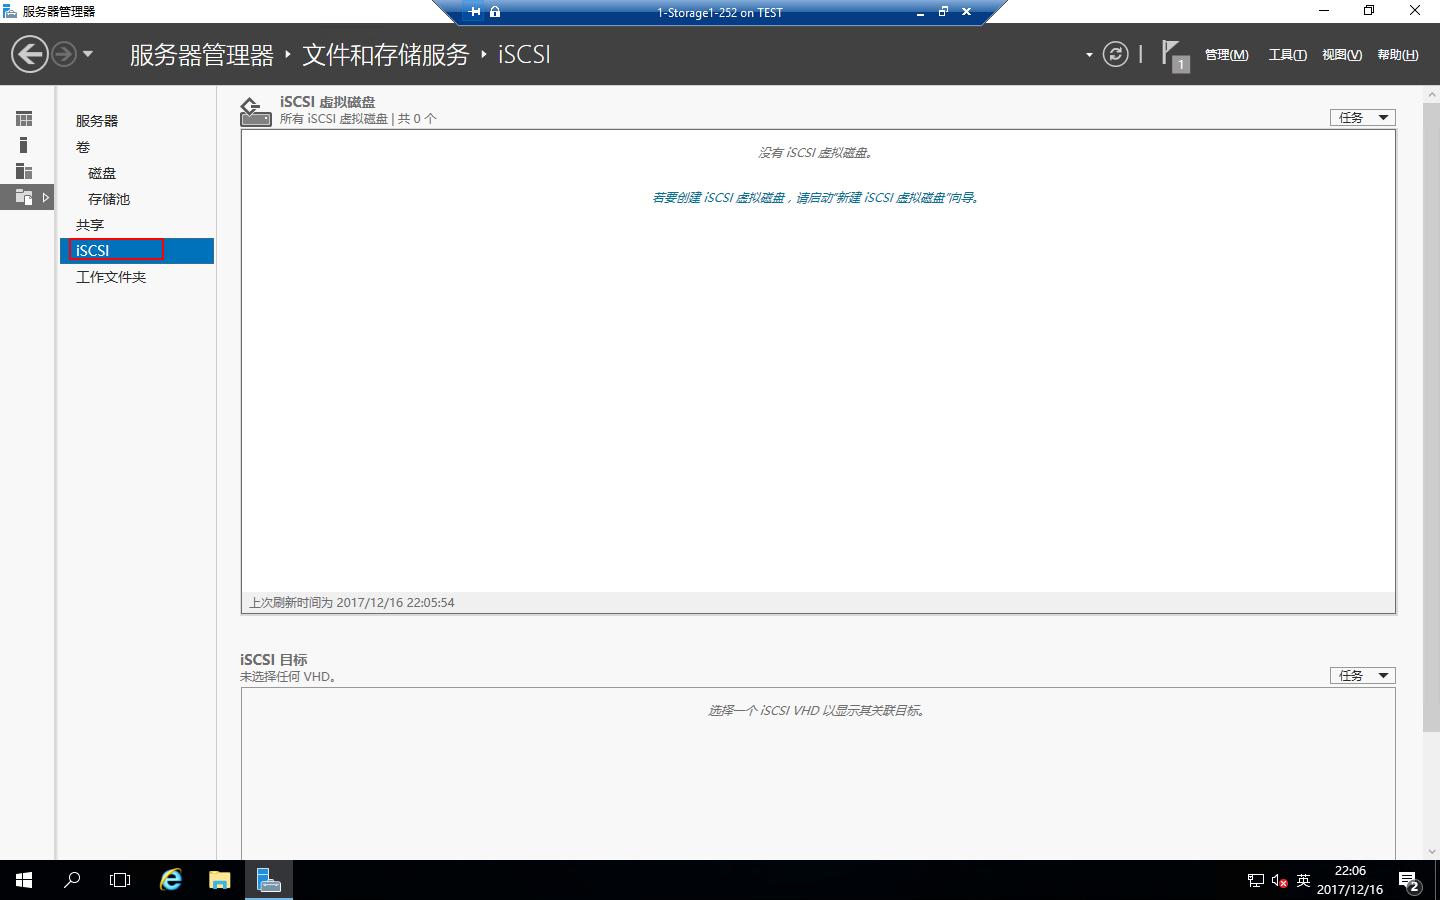 服务器管理器
1-Storage1-252 on TEST
服务器管理器 ‣ 文件和存储服务 ‣ iSCSI
1
管理(M)
工具(T)
视图(V)
帮助(H)
服务器
卷
磁盘
存储池
共享
iSCSI
工作文件夹
iSCSI 虚拟磁盘
所有 iSCSI 虚拟磁盘 | 共 0 个
任务
没有 iSCSI 虚拟磁盘。
若要创建 iSCSI 虚拟磁盘，请启动"新建 iSCSI 虚拟磁盘"向导。
上次刷新时间为 2017/12/16 22:05:54
iSCSI 目标
未选择任何 VHD。
任务
选择一个 iSCSI VHD 以显示其关联目标。
英
22:06
2017/12/16
2